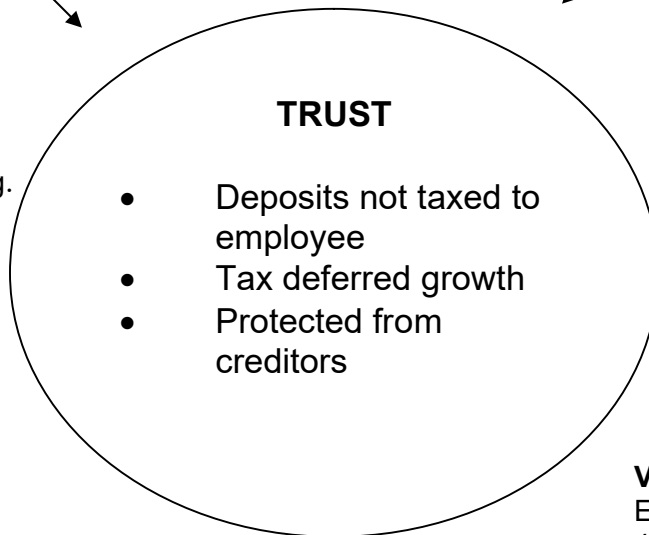 TRUST
g.
• Deposits not taxed to
employee
• Tax deferred growth
• Protected from
creditors
V
E